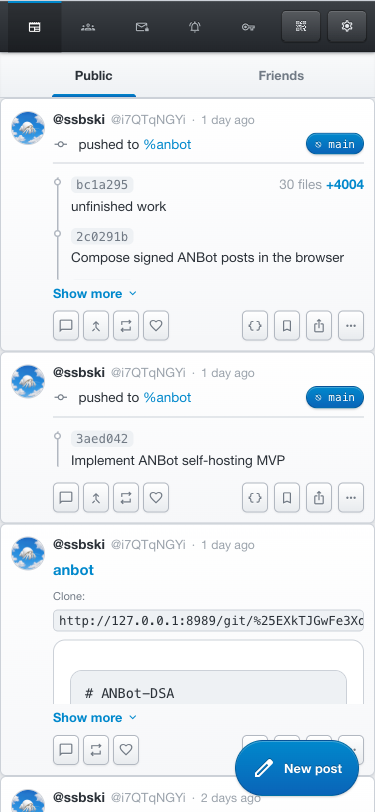 Public Friends
@ssbski @i7QTqNGYi · 1 day ago
pushed to %anbot main
bc1a295 30 files +4004
unfinished work
2c0291b
Compose signed ANBot posts in the browser
Show more
@ssbski @i7QTqNGYi · 1 day ago
pushed to %anbot main
3aed042
Implement ANBot self-hosting MVP
@ssbski @i7QTqNGYi · 1 day ago
anbot
Clone:
http://127.0.0.1:8989/git/%25EXkTJGwFe3Xc
# ANBot-DSA
Show more
New post
@ssbski @i7QTqNGYi · 2 days ago